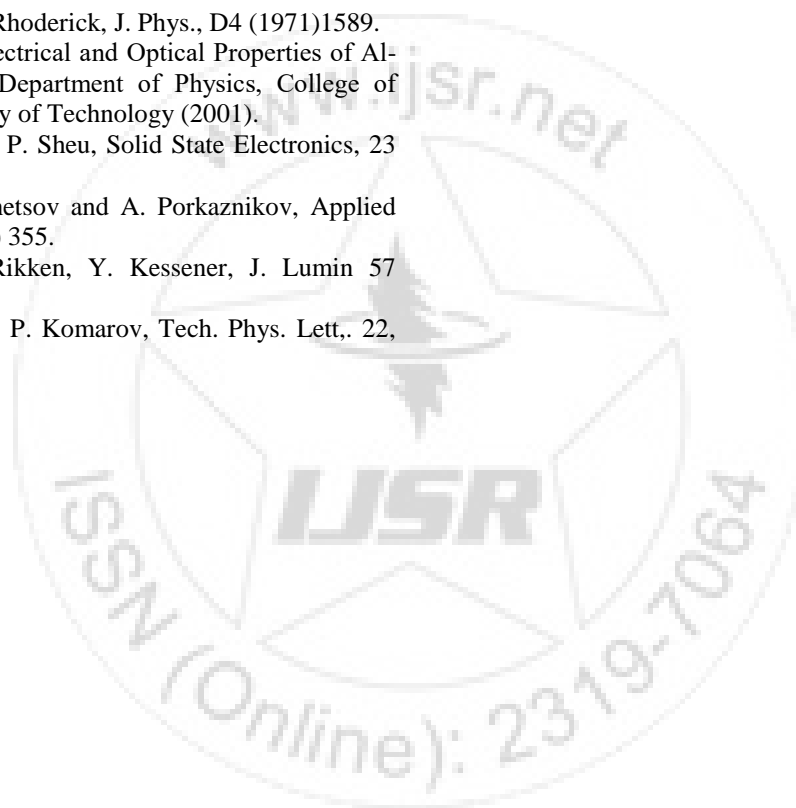 Rhoderick, J. Phys., D4 (1971)1589.
ectrical and Optical Properties of Al-
Department of Physics, College of
y of Technology (2001).
P. Sheu, Solid State Electronics, 23
netsov and A. Porkaznikov, Applied
) 355.
Rikken, Y. Kessener, J. Lumin 57
P. Komarov, Tech. Phys. Lett,. 22,
www.ijsr.net
IJSR
ISSN (Online): 2319-7064